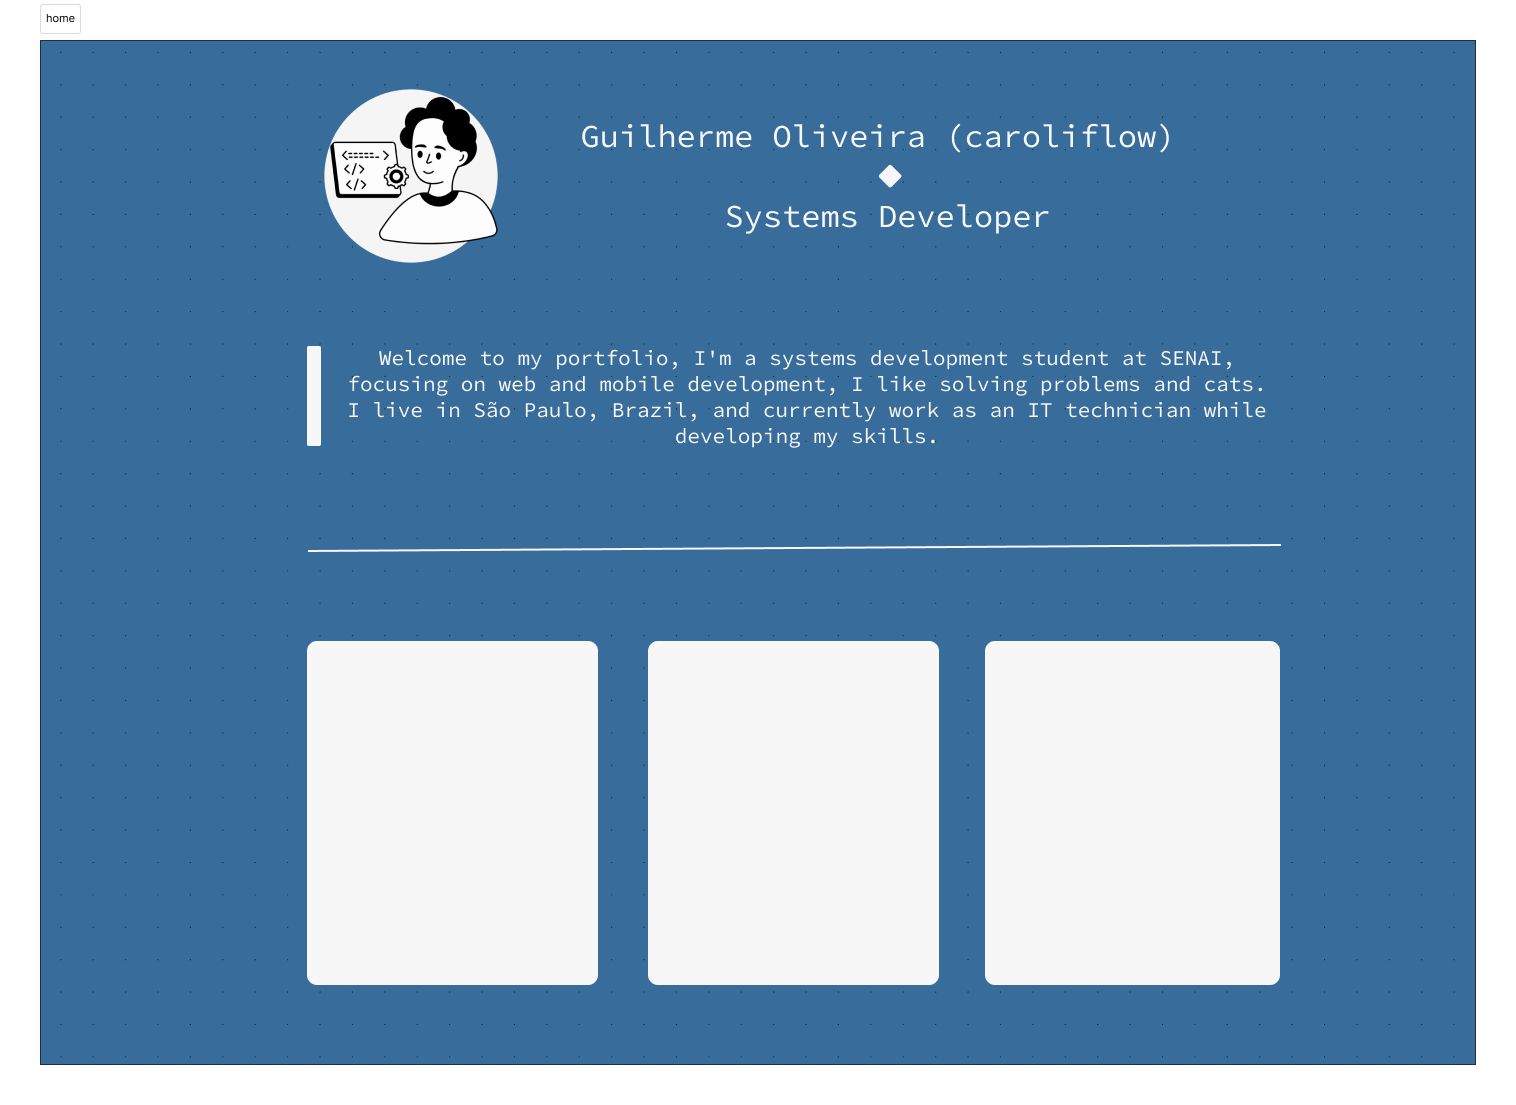 home
Guilherme Oliveira (caroliflow)
Systems Developer
<----- >
</>
</>
Welcome to my portfolio, I'm a systems development student at SENAI,
focusing on web and mobile development, I like solving problems and cats.
I live in São Paulo, Brazil, and currently work as an IT technician while
developing my skills.